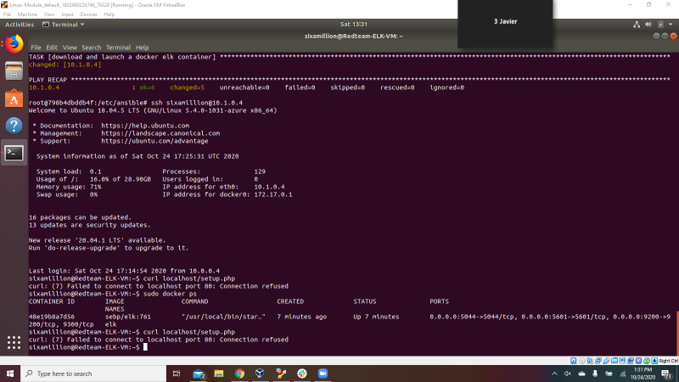 Linux-Module_default_1602860226749_76520 [Running] - Oracle VM VirtualBox
File Machine View Input Devices Help
Activities Terminal Sat 13:31
3 Javier
sixamillion@Redteam-ELK-VM: ~
File Edit View Search Terminal Help
TASK [download and launch a docker elk container] ****
changed: [10.1.0.4]
PLAY RECAP ****
10.1.0.4 : ok=6 changed=5 unreachable=0 failed=0 skipped=0 rescued=0 ignored=0
root@798b4dbddb4f:/etc/ansible# ssh sixamillion@10.1.0.4
Welcome to Ubuntu 18.04.5 LTS (GNU/Linux 5.4.0-1031-azure x86_64)
* Documentation: https://help.ubuntu.com
* Management: https://landscape.canonical.com
* Support: https://ubuntu.com/advantage
System information as of Sat Oct 24 17:25:31 UTC 2020
System load: 0.1 Processes: 129
Usage of /: 16.0% of 28.90GB Users logged in: 0
Memory usage: 71% IP address for eth0: 10.1.0.4
Swap usage: 0% IP address for docker0: 172.17.0.1
16 packages can be updated.
13 updates are security updates.
New release '20.04.1 LTS' available.
Run 'do-release-upgrade' to upgrade to it.
Last login: Sat Oct 24 17:14:54 2020 from 10.0.0.4
sixamillion@Redteam-ELK-VM:~$ curl localhost/setup.php
curl: (7) Failed to connect to localhost port 80: Connection refused
sixamillion@Redteam-ELK-VM:~$ sudo docker ps
CONTAINER ID IMAGE COMMAND CREATED STATUS PORTS
NAMES
40e19b0a7d56 sebp/elk:761 "/usr/local/bin/star…" 7 minutes ago Up 7 minutes 0.0.0.0:5044->5044/tcp, 0.0.0.0:5601->5601/tcp, 0.0.0.0:9200->9
200/tcp, 9300/tcp elk
sixamillion@Redteam-ELK-VM:~$ curl localhost/setup.php
curl: (7) Failed to connect to localhost port 80: Connection refused
sixamillion@Redteam-ELK-VM:~$
Right Ctrl
Type here to search
1:31 PM
10/24/2020